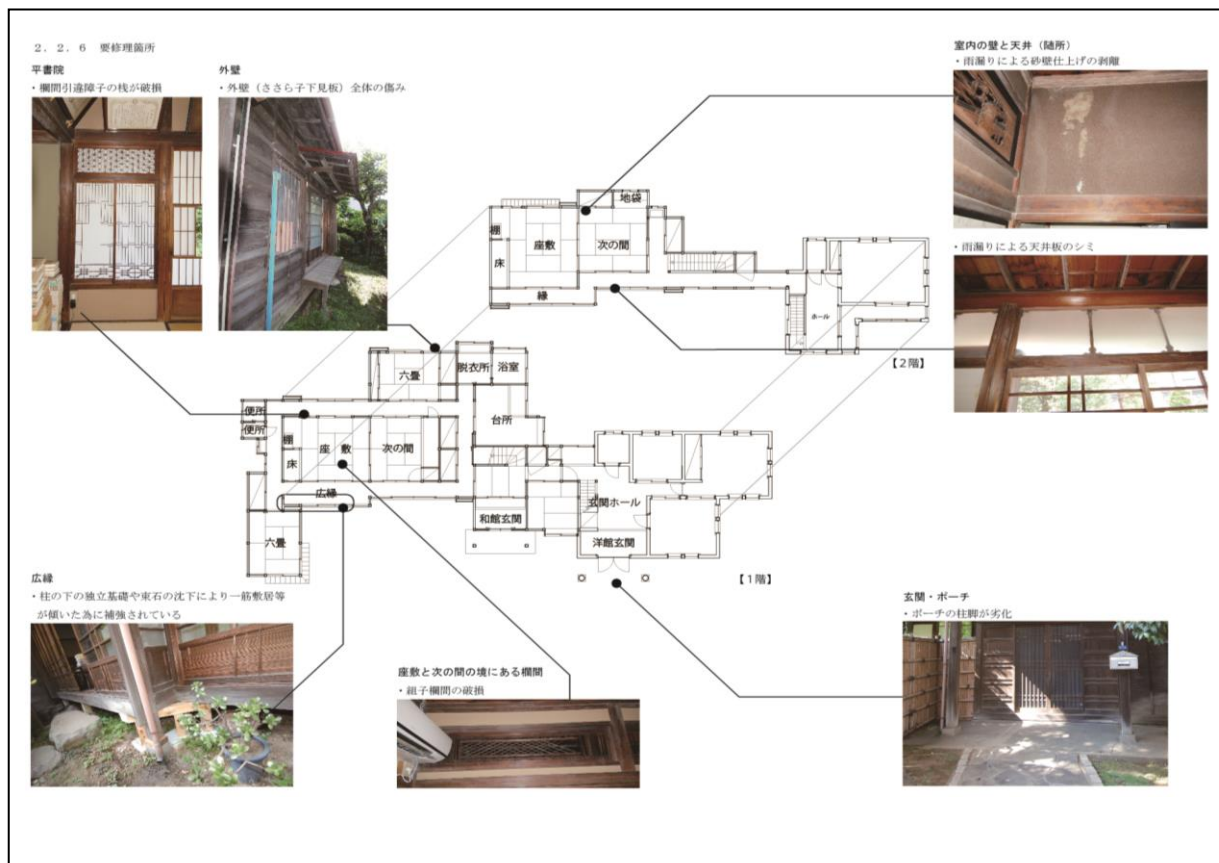 ２．２．６　要修理箇所
平書院
・欄間引違障子の桟が破損
外壁
・外壁（ささら子下見板）全体の傷み
室内の壁と天井（随所）
・雨漏りによる砂壁仕上げの剥離
・雨漏りによる天井板のシミ
地袋
棚
座敷
次の間
床
縁
ホール
【２階】
六畳
脱衣所
浴室
便所
便所
台所
棚
座敷
次の間
床
広縁
玄関ホール
和館玄関
洋館玄関
六畳
【１階】
広縁
・柱の下の独立基礎や束石の沈下により一筋敷居等
が傾いた為に補強されている
座敷と次の間の境にある欄間
・組子欄間の破損
玄関・ポーチ
・ポーチの柱脚が劣化